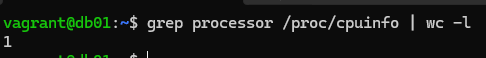 vagrant@db01:~$ grep processor /proc/cpuinfo | wc -l
1